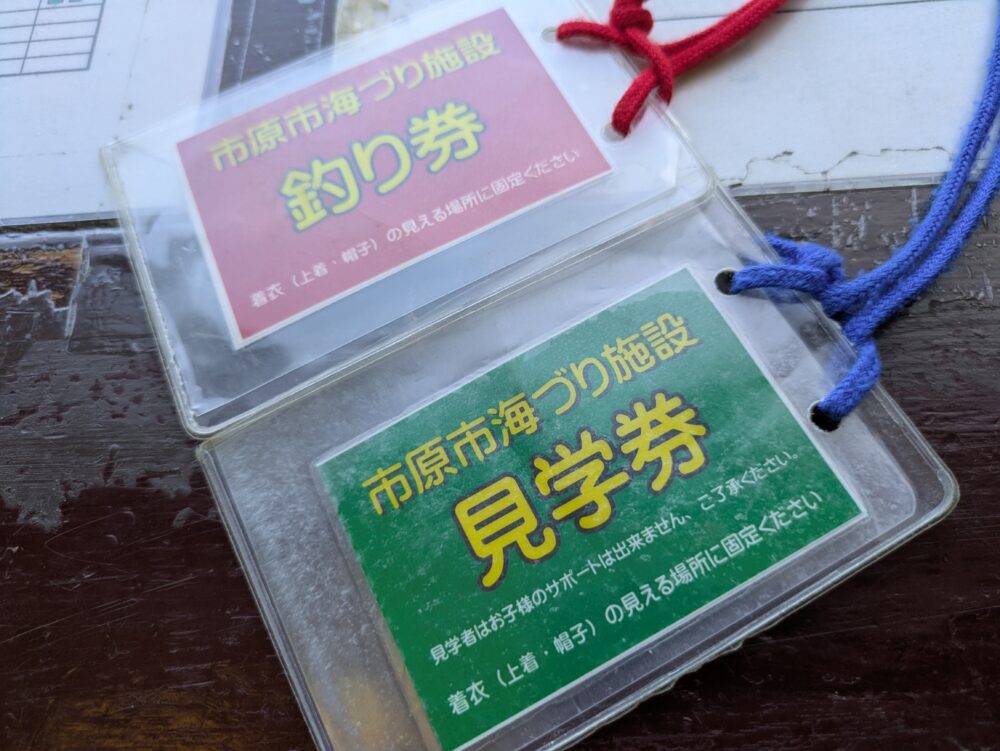 市原市海づり施設
釣り券
着衣（上着・帽子）の見える場所に固定ください
市原市海づり施設
見学券
見学者はお子様のサポートは出来ません、ご了承ください。
着衣（上着・帽子）の見える場所に固定ください